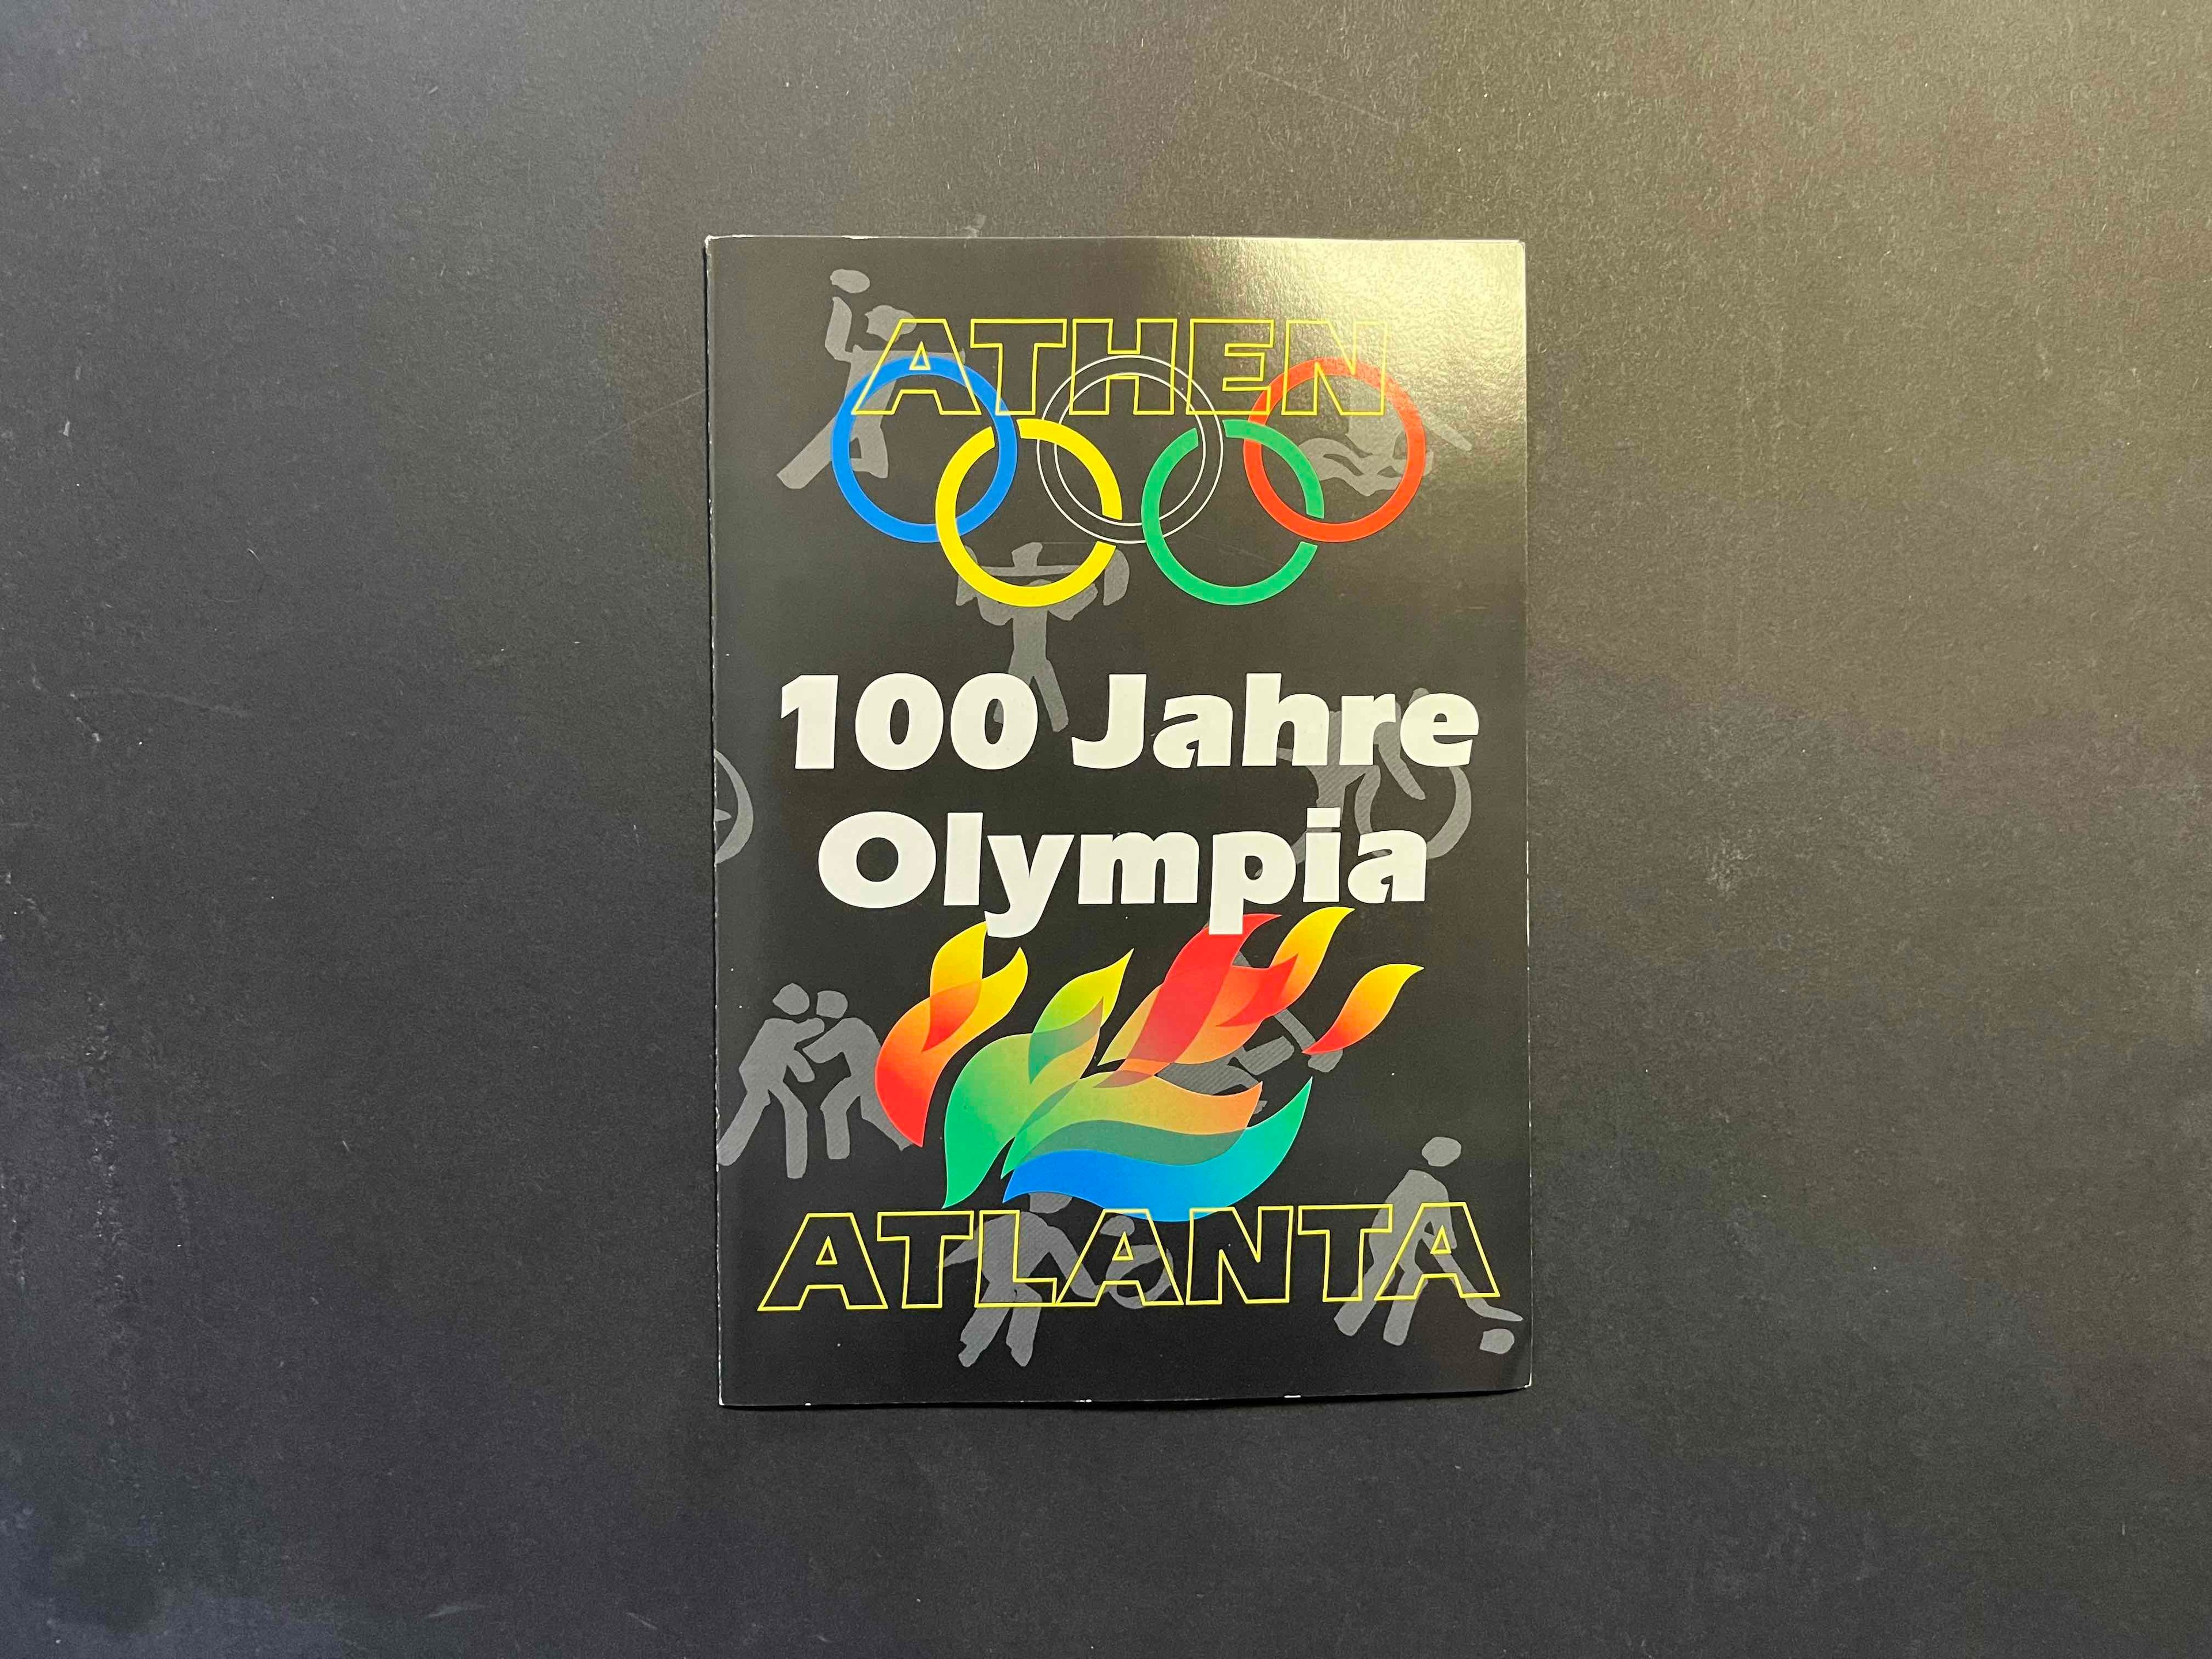 ATHEN
100 Jahre
Olympia
ATLANTA